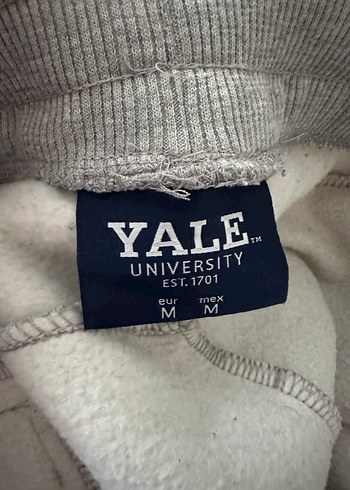 YALE™
UNIVERSITY
EST. 1701
eur mex
M M